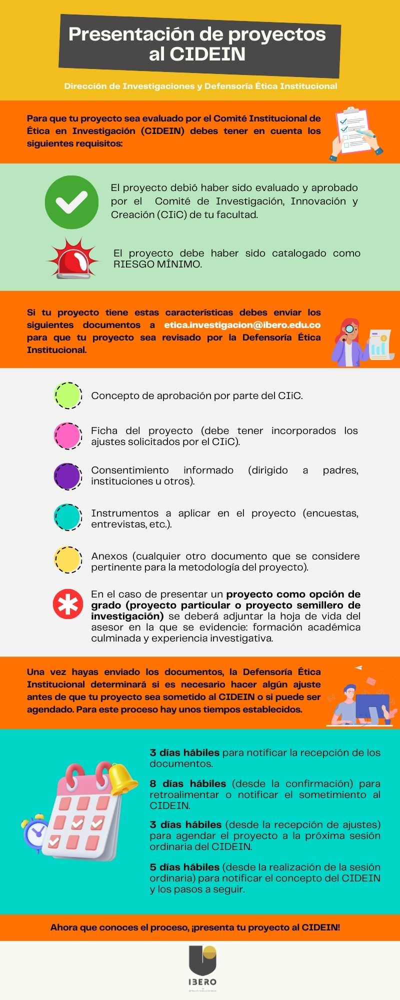 Presentación de proyectos
al CIDEIN
Dirección de Investigaciones y Defensoría Ética Institucional
Para que tu proyecto sea evaluado por el Comité Institucional de
Ética en Investigación (CIDEIN) debes tener en cuenta los
siguientes requisitos:
El proyecto debió haber sido evaluado y aprobado
por el Comité de Investigación, Innovación y
Creación (CIiC) de tu facultad.
El proyecto debe haber sido catalogado como
RIESGO MÍNIMO.
Si tu proyecto tiene estas características debes enviar los
siguientes documentos a etica.investigacion@ibero.edu.co
para que tu proyecto sea revisado por la Defensoría Ética
Institucional.
Concepto de aprobación por parte del CIiC.
Ficha del proyecto (debe tener incorporados los
ajustes solicitados por el CIiC).
Consentimiento informado (dirigido a padres,
instituciones u otros).
Instrumentos a aplicar en el proyecto (encuestas,
entrevistas, etc.).
Anexos (cualquier otro documento que se considere
pertinente para la metodología del proyecto).
En el caso de presentar un proyecto como opción de
grado (proyecto particular o proyecto semillero de
investigación) se deberá adjuntar la hoja de vida del
asesor en la que se evidencie: formación académica
culminada y experiencia investigativa.
Una vez hayas enviado los documentos, la Defensoría Ética
Institucional determinará si es necesario hacer algún ajuste
antes de que tu proyecto sea sometido al CIDEIN o si puede ser
agendado. Para este proceso hay unos tiempos establecidos.
3 días hábiles para notificar la recepción de los
documentos.
8 días hábiles (desde la confirmación) para
retroalimentar o notificar el sometimiento al
CIDEIN.
3 días hábiles (desde la recepción de ajustes)
para agendar el proyecto a la próxima sesión
ordinaria del CIDEIN.
5 días hábiles (desde la realización de la sesión
ordinaria) para notificar el concepto del CIDEIN
y los pasos a seguir.
Ahora que conoces el proceso, ¡presenta tu proyecto al CIDEIN!
IBERO